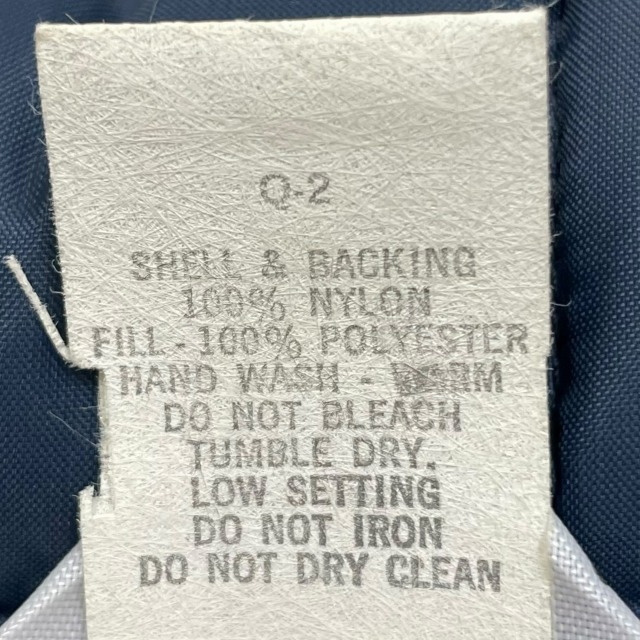 Q-2
SHELL & BACKING
100% NYLON
FILL - 100% POLYESTER
HAND WASH - WARM
DO NOT BLEACH
TUMBLE DRY.
LOW SETTING
DO NOT IRON
DO NOT DRY CLEAN